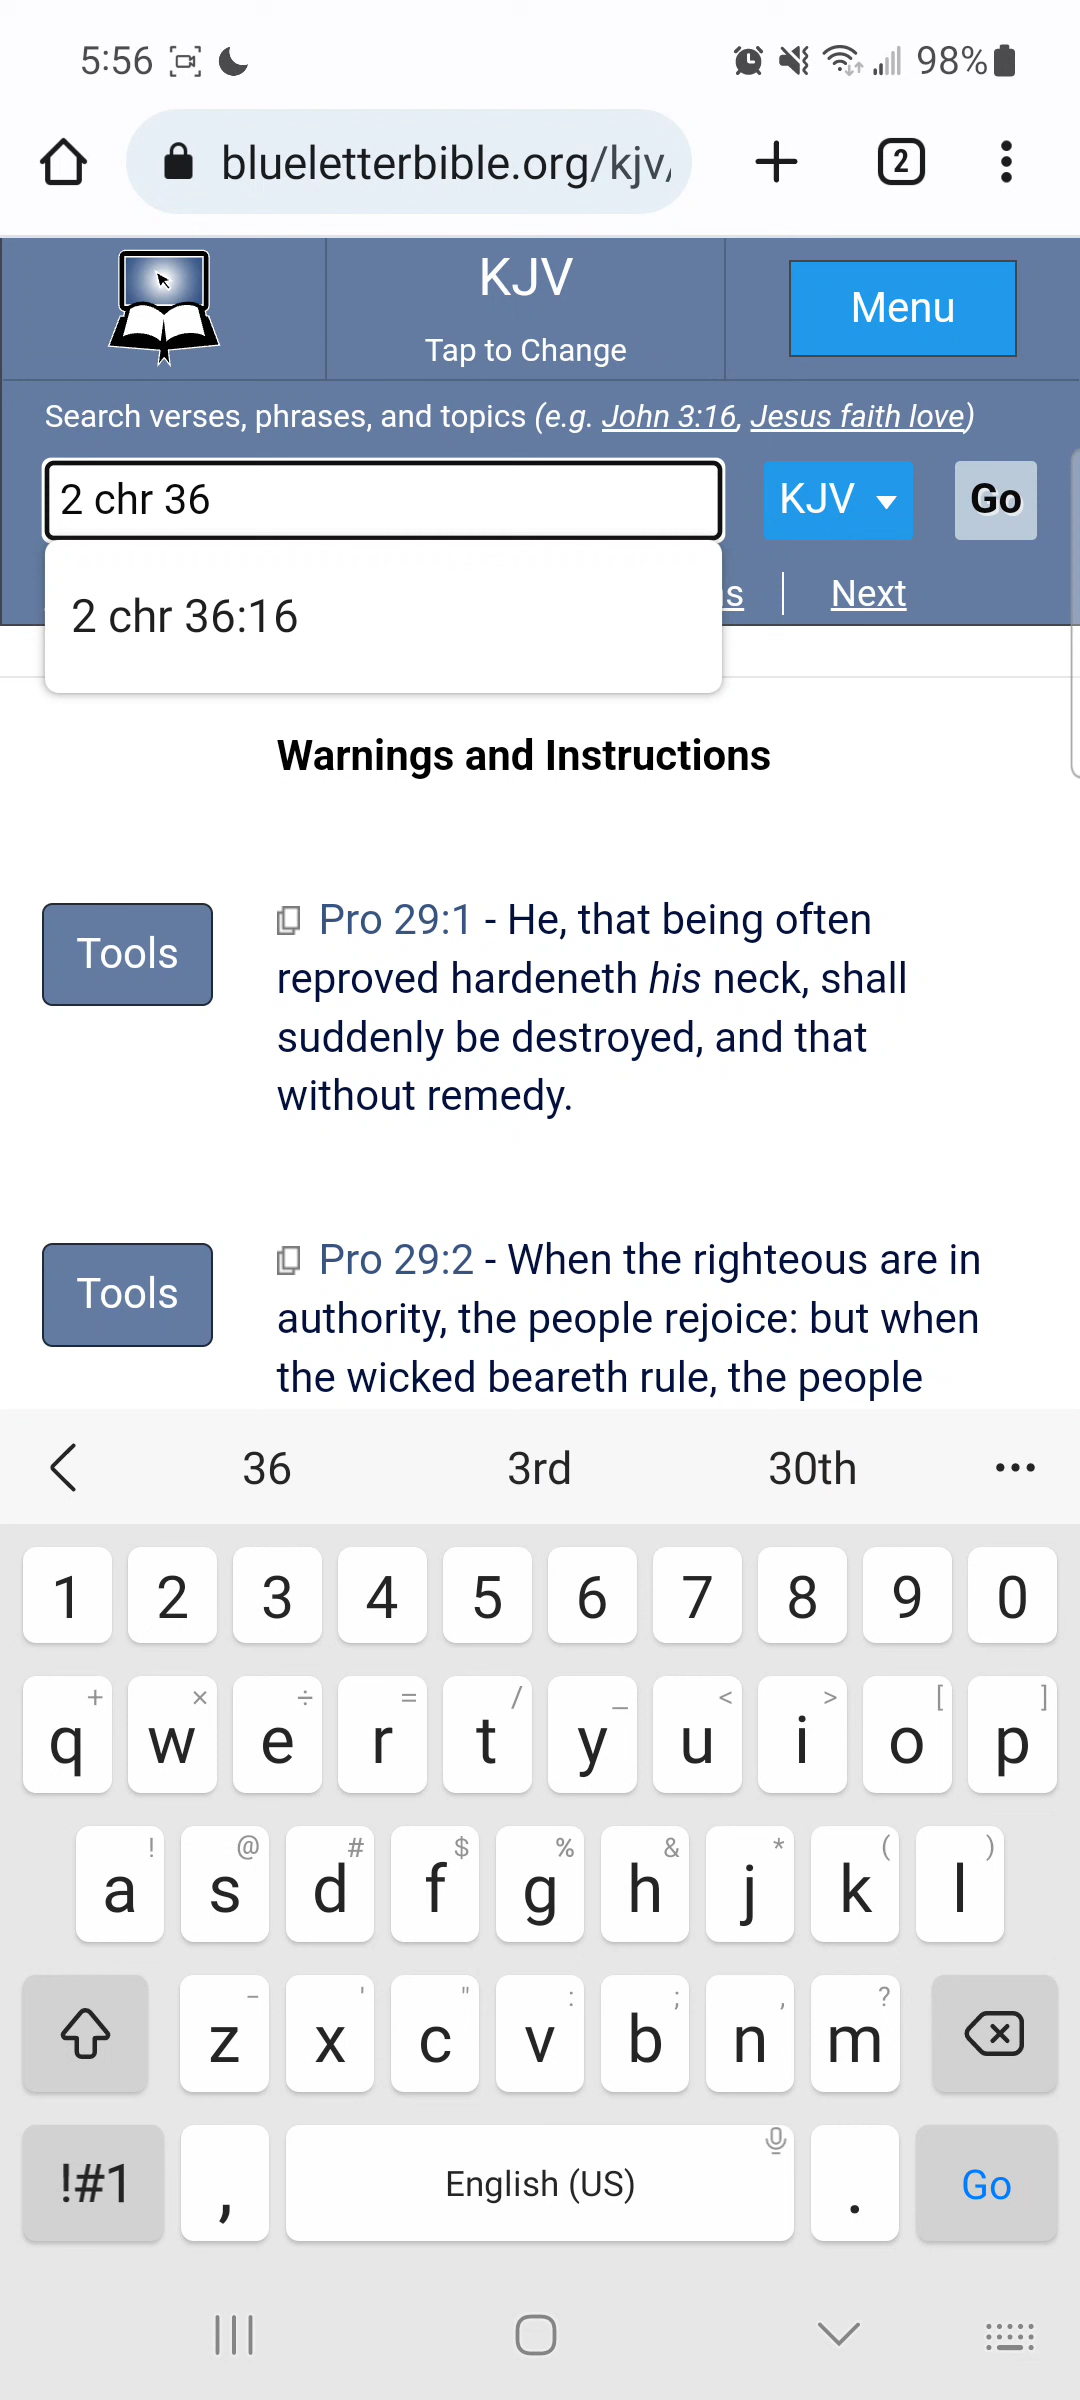 5:56 98%
blueletterbible.org/kjv
2
KJV
Tap to Change
Menu
Search verses, phrases, and topics (e.g. John 3:16, Jesus faith love)
2 chr 36
KJV
Go
2 chr 36:16
s | Next
Warnings and Instructions
Tools
Pro 29:1 - He, that being often
reproved hardeneth his neck, shall
suddenly be destroyed, and that
without remedy.
Tools
Pro 29:2 - When the righteous are in
authority, the people rejoice: but when
the wicked beareth rule, the people
36 3rd 30th ...
1 2 3 4 5 6 7 8 9 0
+ × ÷ = / _ < > [ ]
q w e r t y u i o p
! @ # $ % & * ( )
a s d f g h j k l
- ' " : ; , ?
z x c v b n m
!#1 , English (US) . Go